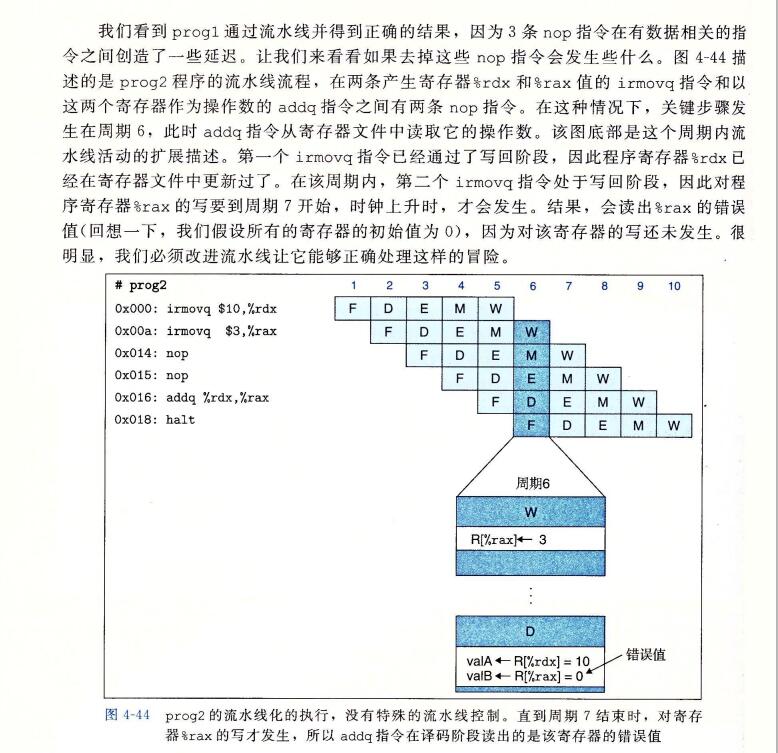 我们看到 prog1 通过流水线并得到正确的结果，因为 3 条 nop 指令在有数据相关的指
令之间创造了一些延迟。让我们来看看如果去掉这些 nop 指令会发生些什么。图 4-44 描
述的是 prog2 程序的流水线流程，在两条产生寄存器%rdx 和%rax 值的 irmovq 指令和以
这两个寄存器作为操作数的 addq 指令之间有两条 nop 指令。在这种情况下，关键步骤发
生在周期 6，此时 addq 指令从寄存器文件中读取它的操作数。该图底部是这个周期内流
水线活动的扩展描述。第一个 irmovq 指令已经通过了写回阶段，因此程序寄存器%rdx 已
经在寄存器文件中更新过了。在该周期内，第二个 irmovq 指令处于写回阶段，因此对程
序寄存器%rax 的写要到周期 7 开始，时钟上升时，才会发生。结果，会读出%rax 的错误
值(回想一下，我们假设所有的寄存器的初始值为 0)，因为对该寄存器的写还未发生。很
明显，我们必须改进流水线让它能够正确处理这样的冒险。
# prog2 1 2 3 4 5 6 7 8 9 10
0x000: irmovq $10,%rdx F D E M W
0x00a: irmovq $3,%rax F D E M W
0x014: nop F D E M W
0x015: nop F D E M W
0x016: addq %rdx,%rax F D E M W
0x018: halt F D E M W
周期6
W
R[%rax]← 3
⋮
D
valA ← R[%rdx] = 10
valB ← R[%rax] = 0
错误值
图 4-44 prog2 的流水线化的执行，没有特殊的流水线控制。直到周期 7 结束时，对寄存
器%rax 的写才发生，所以 addq 指令在译码阶段读出的是该寄存器的错误值